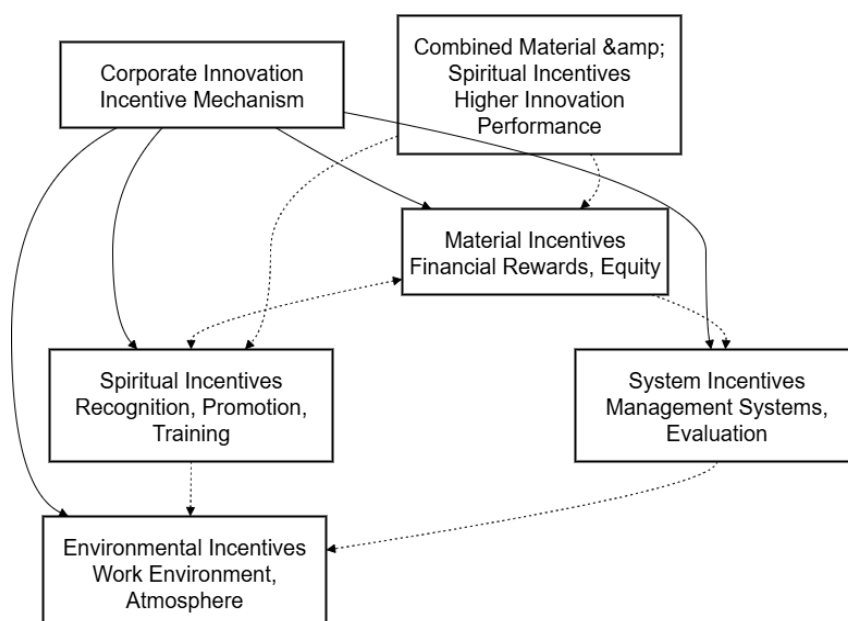 Corporate Innovation
Incentive Mechanism
Combined Material &amp;
Spiritual Incentives
Higher Innovation
Performance
Material Incentives
Financial Rewards, Equity
Spiritual Incentives
Recognition, Promotion,
Training
System Incentives
Management Systems,
Evaluation
Environmental Incentives
Work Environment,
Atmosphere